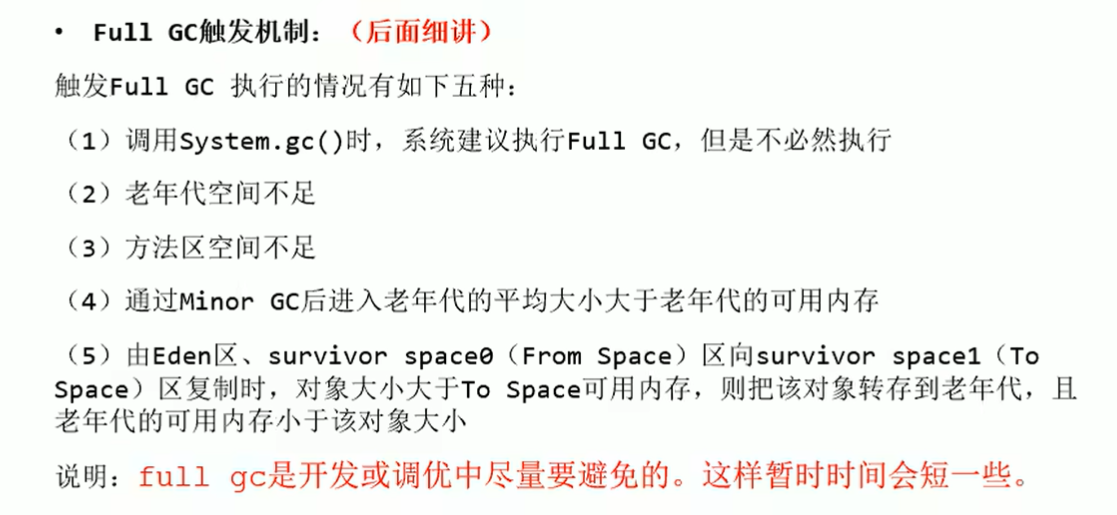 • Full GC触发机制：（后面细讲）
触发Full GC 执行的情况有如下五种：
（1）调用System.gc()时，系统建议执行Full GC，但是不必然执行
（2）老年代空间不足
（3）方法区空间不足
（4）通过Minor GC后进入老年代的平均大小大于老年代的可用内存
（5）由Eden区、survivor space0（From Space）区向survivor space1（To
Space）区复制时，对象大小大于To Space可用内存，则把该对象转存到老年代，且
老年代的可用内存小于该对象大小
说明：full gc是开发或调优中尽量要避免的。这样暂时时间会短一些。